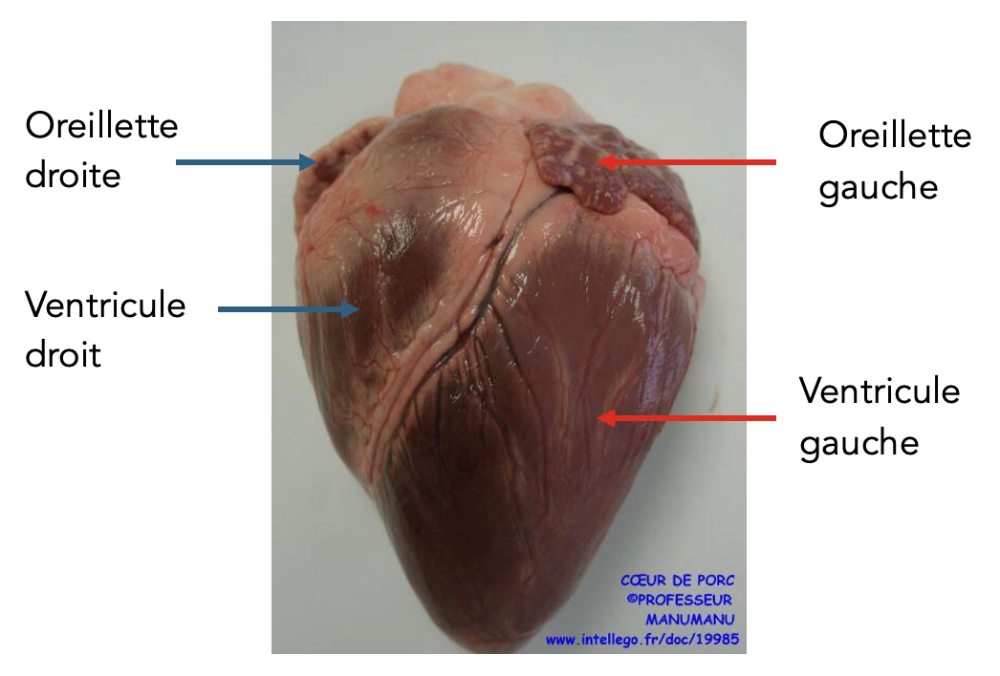 Oreillette
droite
Oreillette
gauche
Ventricule
droit
Ventricule
gauche
CŒUR DE PORC
©PROFESSEUR
MANUMANU
www.intellego.fr/doc/19985